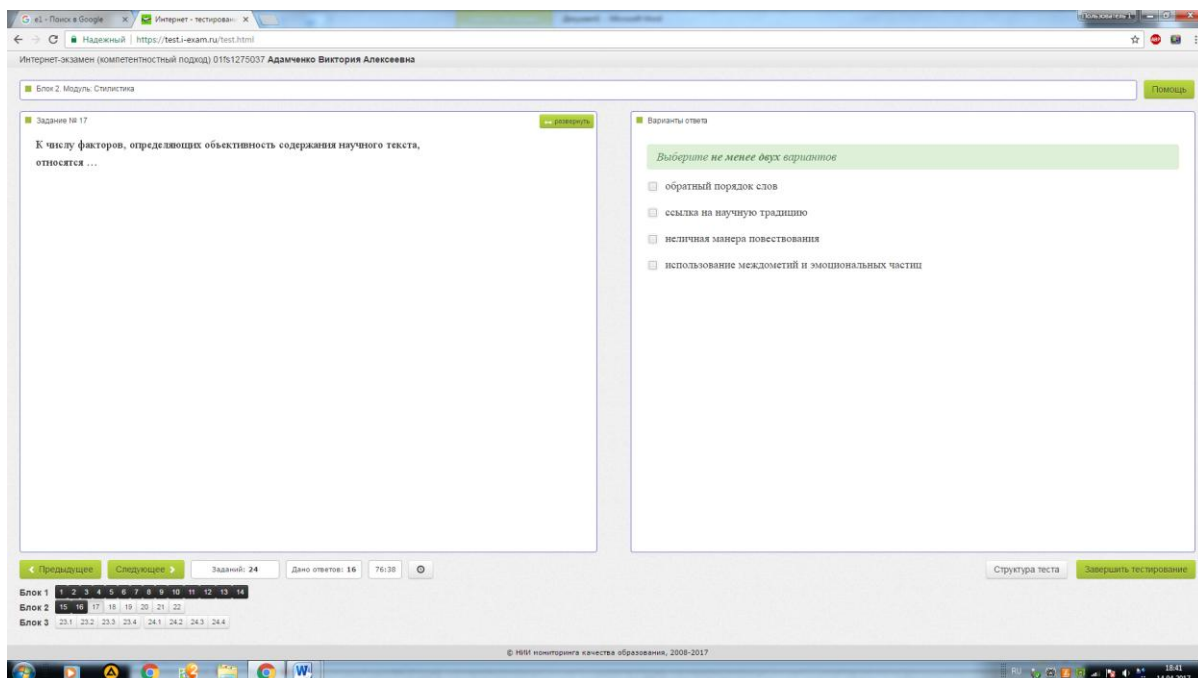 e1 - Поиск в Google
Интернет - тестирован
Надежный | https://test.i-exam.ru/test.html
Интернет-экзамен (компетентностный подход) 01fs1275037 Адамченко Виктория Алексеевна
Блок 2. Модуль: Стилистика
Помощь
Задание № 17
развернуть
К числу факторов, определяющих объективность содержания научного текста,
относятся …
Варианты ответа
Выберите не менее двух вариантов
обратный порядок слов
ссылка на научную традицию
неличная манера повествования
использование междометий и эмоциональных частиц
Предыдущее Следующее Заданий: 24 Дано ответов: 16 76:38
Структура теста Завершить тестирование
Блок 1 1 2 3 4 5 6 7 8 9 10 11 12 13 14
Блок 2 15 16 17 18 19 20 21 22
Блок 3 23.1 23.2 23.3 23.4 24.1 24.2 24.3 24.4
© НИИ мониторинга качества образования, 2008-2017
RU
18:41
14.04.2017